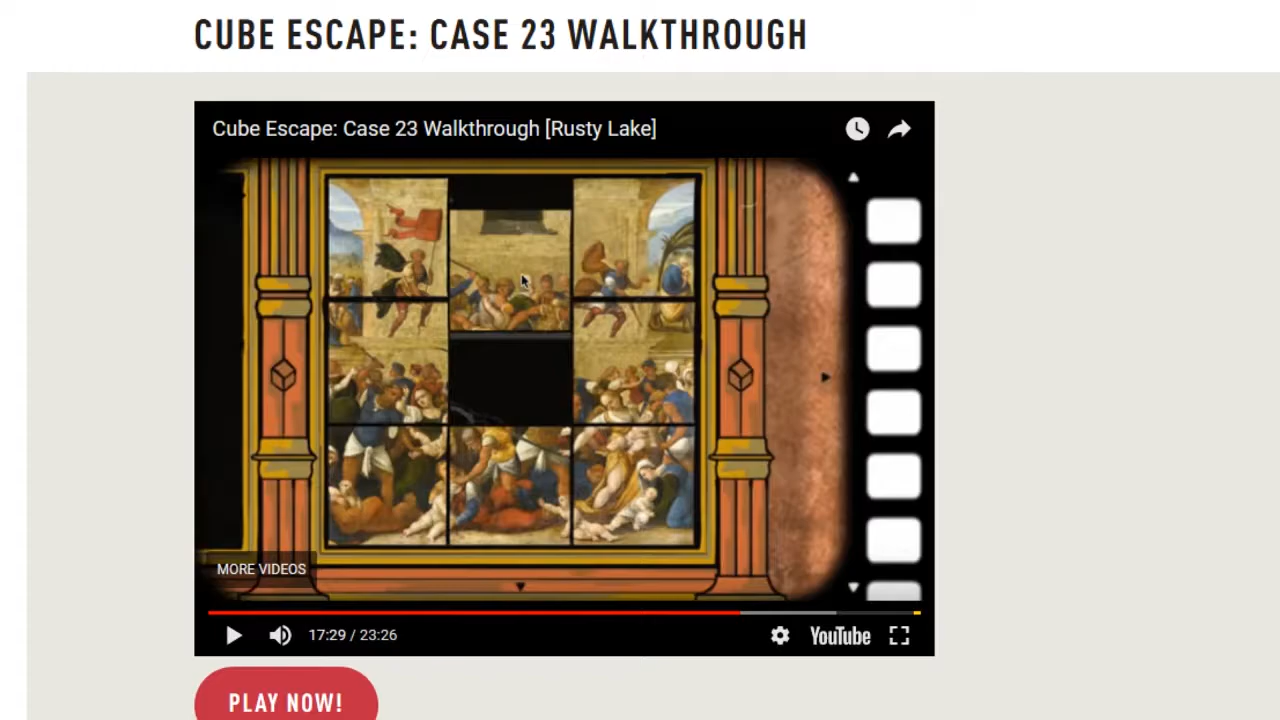 CUBE ESCAPE: CASE 23 WALKTHROUGH
Cube Escape: Case 23 Walkthrough [Rusty Lake]
MORE VIDEOS
17:29 / 23:26
YouTube
PLAY NOW!